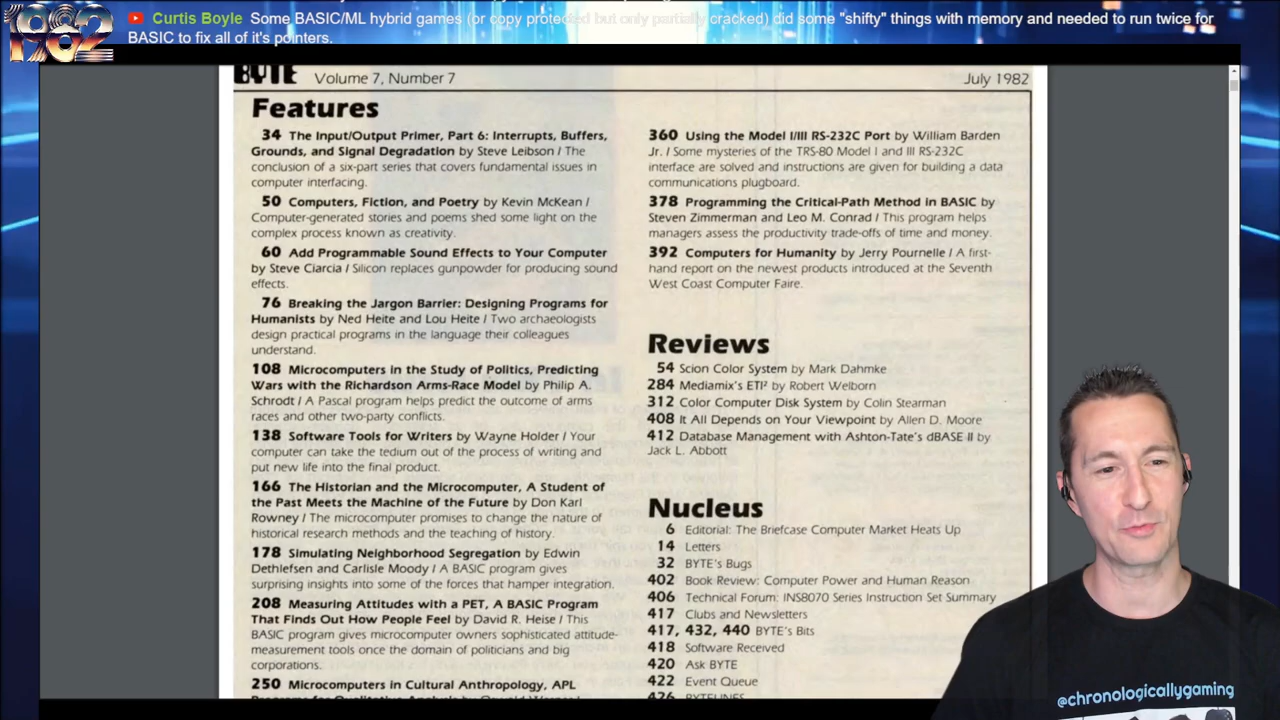 Curtis Boyle Some BASIC/ML hybrid games (or copy protected but only partially cracked) did some "shifty" things with memory and needed to run twice for
BASIC to fix all of it's pointers.
1982
BYTE Volume 7, Number 7 July 1982
Features
34 The Input/Output Primer, Part 6: Interrupts, Buffers,
Grounds, and Signal Degradation by Steve Leibson / The
conclusion of a six-part series that covers fundamental issues in
computer interfacing.
50 Computers, Fiction, and Poetry by Kevin McKean /
Computer-generated stories and poems shed some light on the
complex process known as creativity.
60 Add Programmable Sound Effects to Your Computer
by Steve Ciarcia / Silicon replaces gunpowder for producing sound
effects.
76 Breaking the Jargon Barrier: Designing Programs for
Humanists by Ned Heite and Lou Heite / Two archaeologists
design practical programs in the language their colleagues
understand.
108 Microcomputers in the Study of Politics, Predicting
Wars with the Richardson Arms-Race Model by Philip A.
Schrodt / A Pascal program helps predict the outcome of arms
races and other two-party conflicts.
138 Software Tools for Writers by Wayne Holder / Your
computer can take the tedium out of the process of writing and
put new life into the final product.
166 The Historian and the Microcomputer, A Student of
the Past Meets the Machine of the Future by Don Karl
Rowney / The microcomputer promises to change the nature of
historical research methods and the teaching of history.
178 Simulating Neighborhood Segregation by Edwin
Dethlefsen and Carlisle Moody / A BASIC program gives
surprising insights into some of the forces that hamper integration.
208 Measuring Attitudes with a PET, A BASIC Program
That Finds Out How People Feel by David R. Heise / This
BASIC program gives microcomputer owners sophisticated attitude-
measurement tools once the domain of politicians and big
corporations.
250 Microcomputers in Cultural Anthropology, APL
360 Using the Model I/III RS-232C Port by William Barden
Jr. / Some mysteries of the TRS-80 Model I and III RS-232C
interface are solved and instructions are given for building a data
communications plugboard.
378 Programming the Critical-Path Method in BASIC by
Steven Zimmerman and Leo M. Conrad / This program helps
managers assess the productivity trade-offs of time and money.
392 Computers for Humanity by Jerry Pournelle / A first-
hand report on the newest products introduced at the Seventh
West Coast Computer Faire.
Reviews
54 Scion Color System by Mark Dahmke
284 Mediamix's ETI² by Robert Welborn
312 Color Computer Disk System by Colin Stearman
408 It All Depends on Your Viewpoint by Allen D. Moore
412 Database Management with Ashton-Tate's dBASE II by
Jack L. Abbott
Nucleus
6 Editorial: The Briefcase Computer Market Heats Up
14 Letters
32 BYTE's Bugs
402 Book Review: Computer Power and Human Reason
406 Technical Forum: INS8070 Series Instruction Set Summary
417 Clubs and Newsletters
417, 432, 440 BYTE's Bits
418 Software Received
420 Ask BYTE
422 Event Queue
426 BYTELINES
@chronologicallygaming